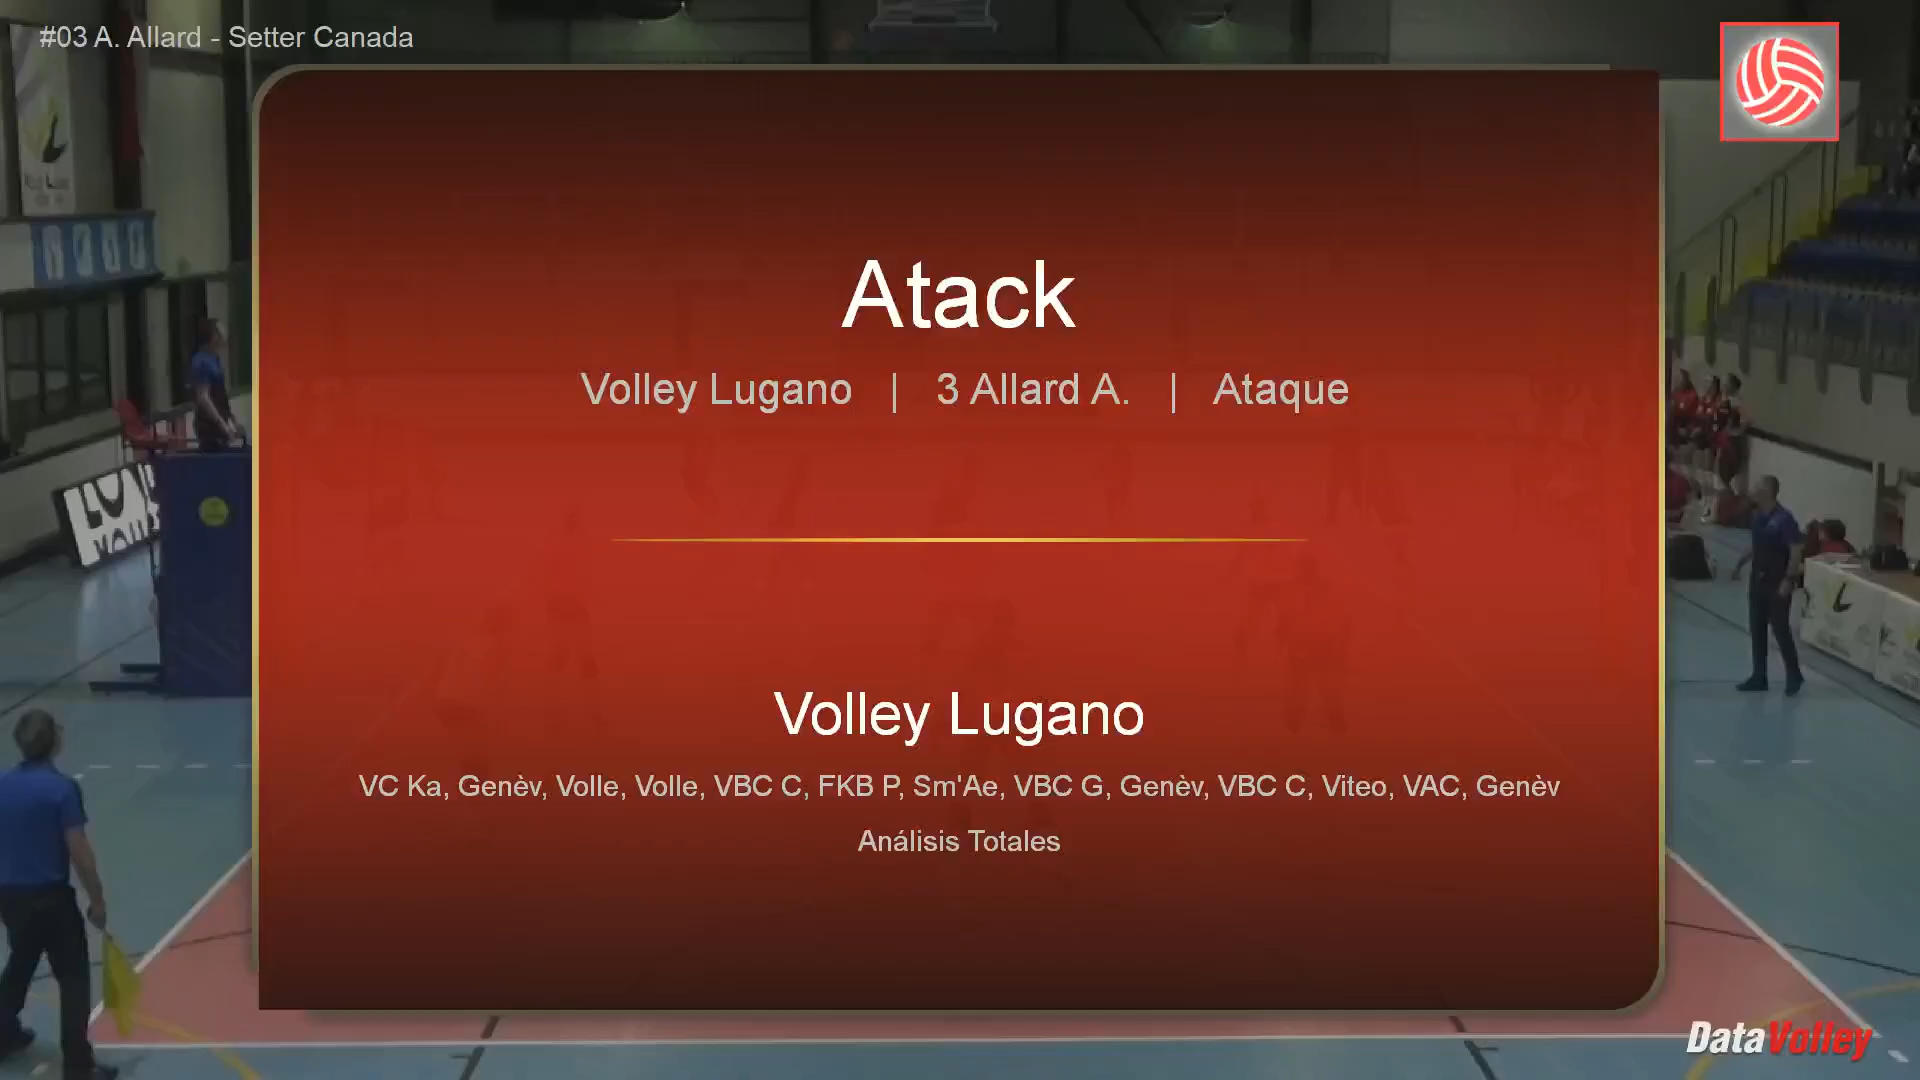 #03 A. Allard - Setter Canada
Atack
Volley Lugano | 3 Allard A. | Ataque
Volley Lugano
VC Ka, Genèv, Volle, Volle, VBC C, FKB P, Sm'Ae, VBC G, Genèv, VBC C, Viteo, VAC, Genèv
Análisis Totales
DataVolley